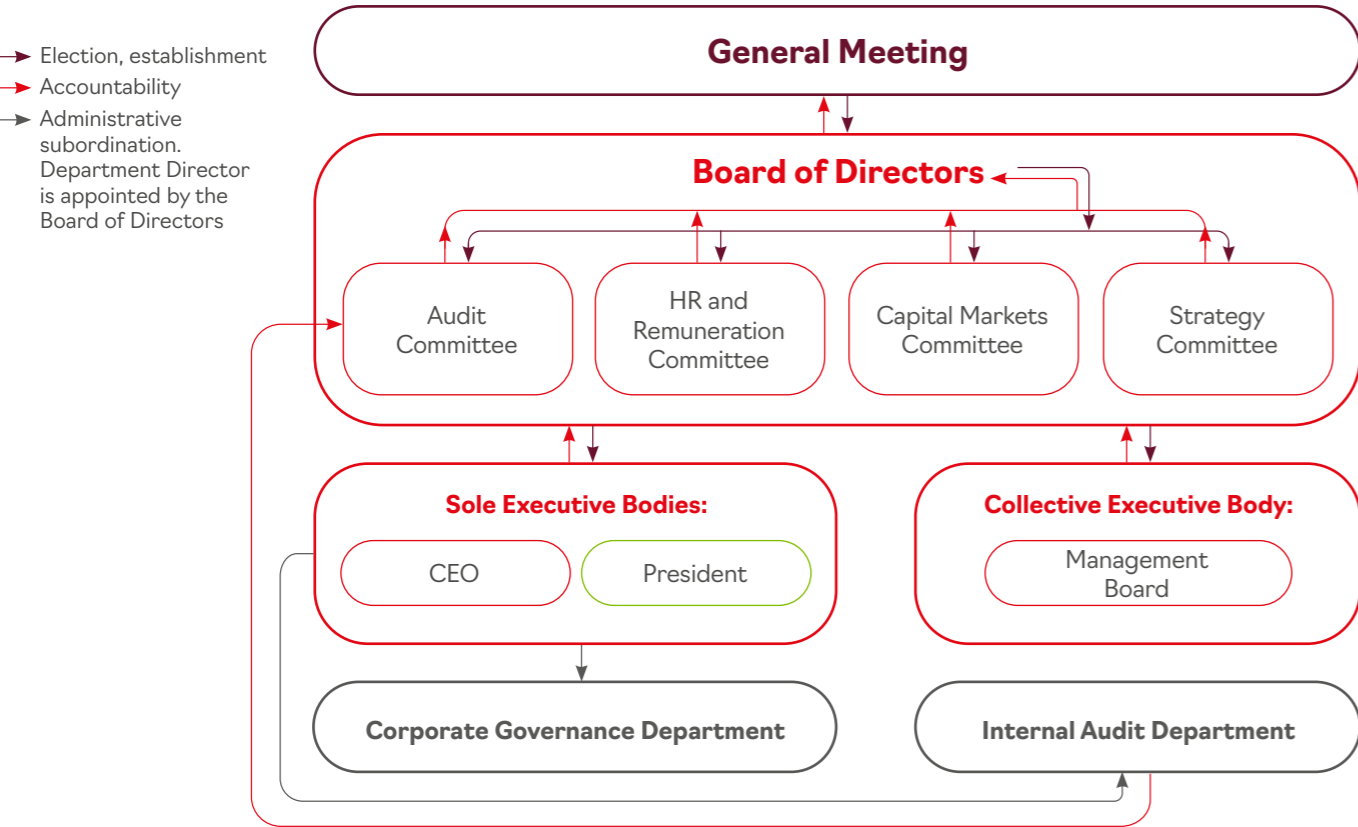 Election, establishment
Accountability
Administrative
subordination.
Department Director
is appointed by the
Board of Directors
General Meeting
Board of Directors
Audit
Committee
HR and
Remuneration
Committee
Capital Markets
Committee
Strategy
Committee
Sole Executive Bodies:
CEO
President
Collective Executive Body:
Management
Board
Corporate Governance Department
Internal Audit Department